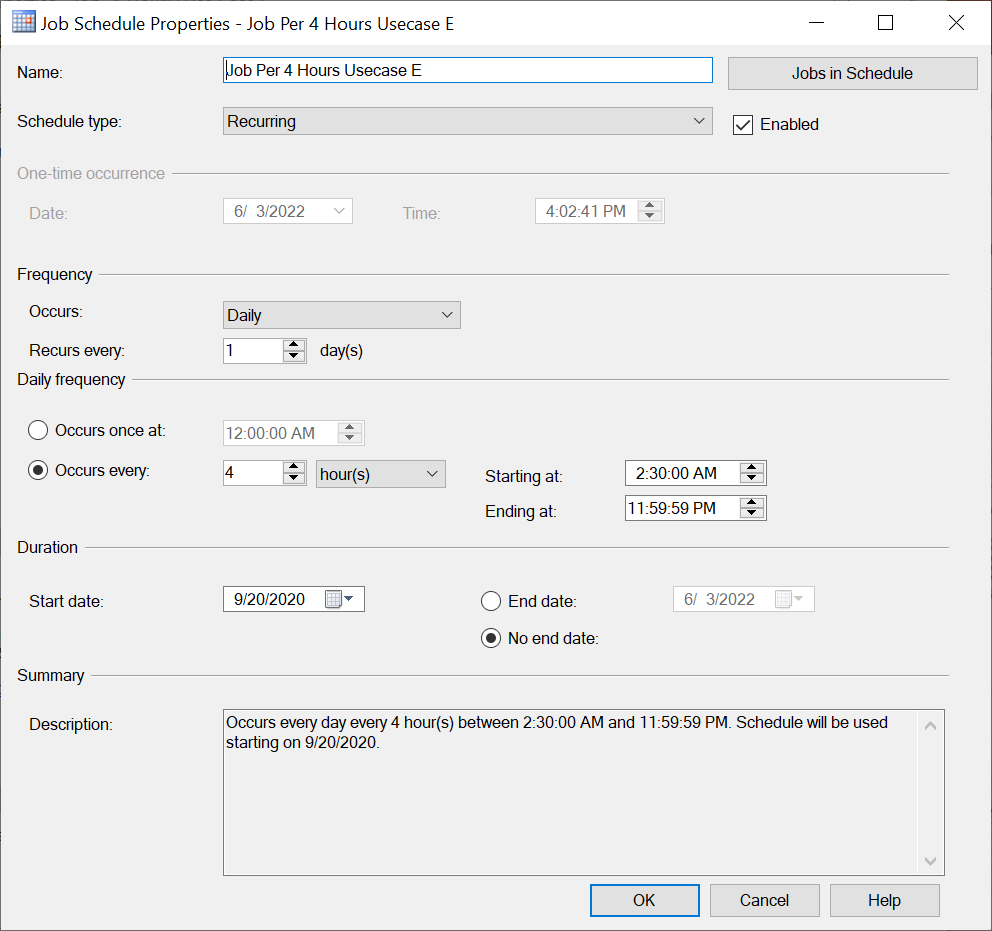 Job Schedule Properties - Job Per 4 Hours Usecase E
Name: Job Per 4 Hours Usecase E Jobs in Schedule
Schedule type: Recurring Enabled
One-time occurrence
Date: 6/ 3/2022 Time: 4:02:41 PM
Frequency
Occurs: Daily
Recurs every: 1 day(s)
Daily frequency
Occurs once at: 12:00:00 AM
Occurs every: 4 hour(s) Starting at: 2:30:00 AM
Ending at: 11:59:59 PM
Duration
Start date: 9/20/2020 End date: 6/ 3/2022
No end date:
Summary
Description: Occurs every day every 4 hour(s) between 2:30:00 AM and 11:59:59 PM. Schedule will be used
starting on 9/20/2020.
OK Cancel Help